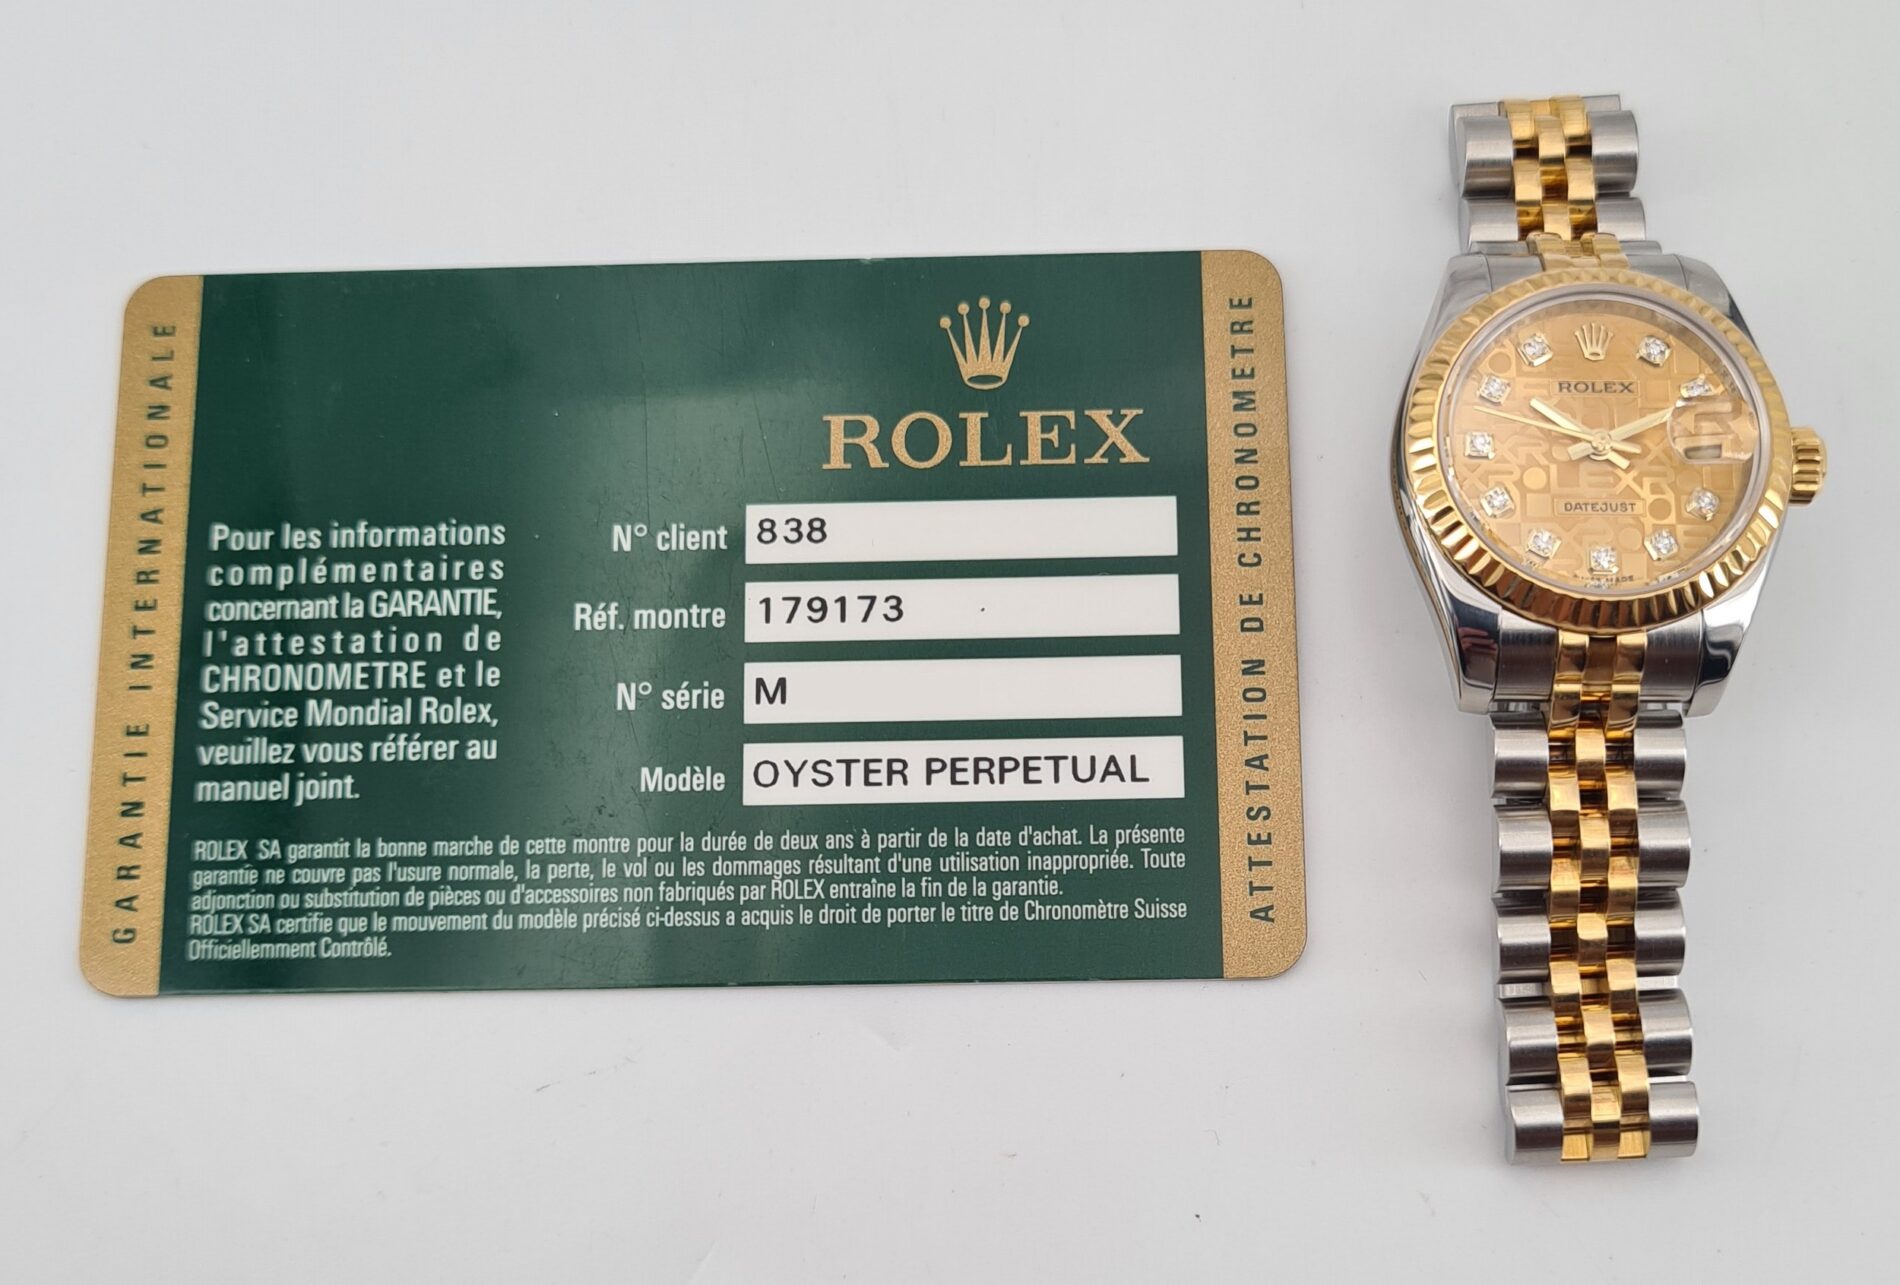 GARANTIE INTERNATIONALE
ROLEX
Pour les informations
complémentaires
concernant la GARANTIE,
l'attestation de
CHRONOMETRE et le
Service Mondial Rolex,
veuillez vous référer au
manuel joint.
N° client 838
Réf. montre 179173
N° série M
Modèle OYSTER PERPETUAL
ROLEX SA garantit la bonne marche de cette montre pour la durée de deux ans à partir de la date d'achat. La présente
garantie ne couvre pas l'usure normale, la perte, le vol ou les dommages résultant d'une utilisation inappropriée. Toute
adjonction ou substitution de pièces ou d'accessoires non fabriqués par ROLEX entraîne la fin de la garantie.
ROLEX SA certifie que le mouvement du modèle précisé ci-dessus a acquis le droit de porter le titre de Chronomètre Suisse
Officiellemment Contrôlé.
ATTESTATION DE CHRONOMETRE
ROLEX
DATEJUST